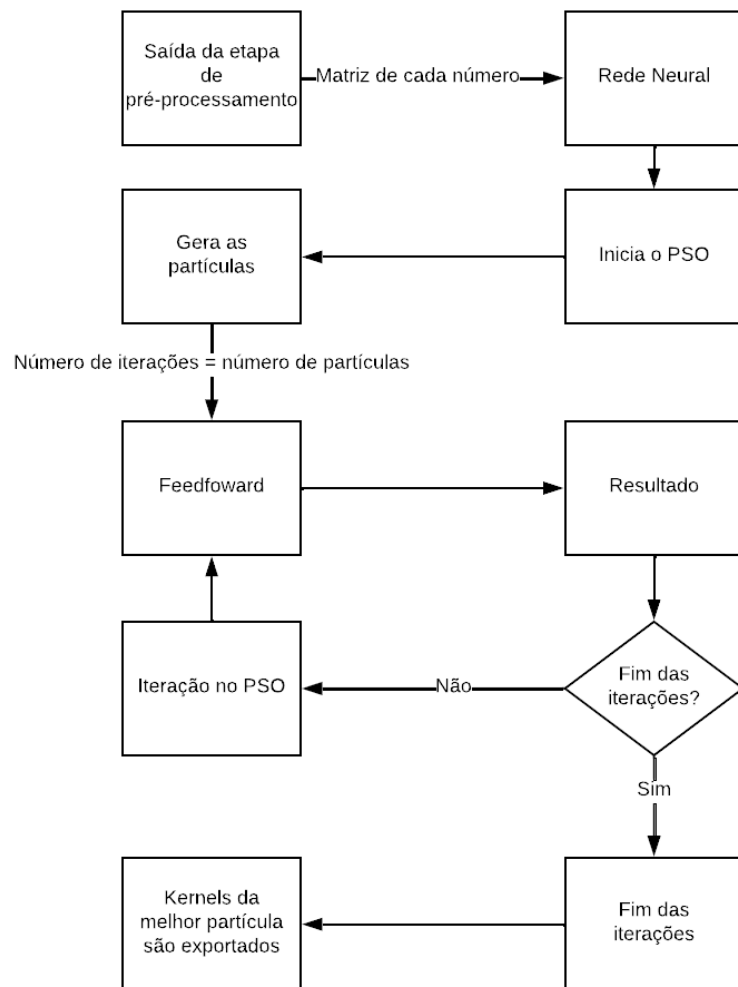 Saída da etapa
de
pré-processamento
Matriz de cada número
Rede Neural
Gera as
partículas
Inicia o PSO
Número de iterações = número de partículas
Feedfoward
Resultado
Iteração no PSO
Não
Fim das
iterações?
Sim
Kernels da
melhor partícula
são exportados
Fim das
iterações